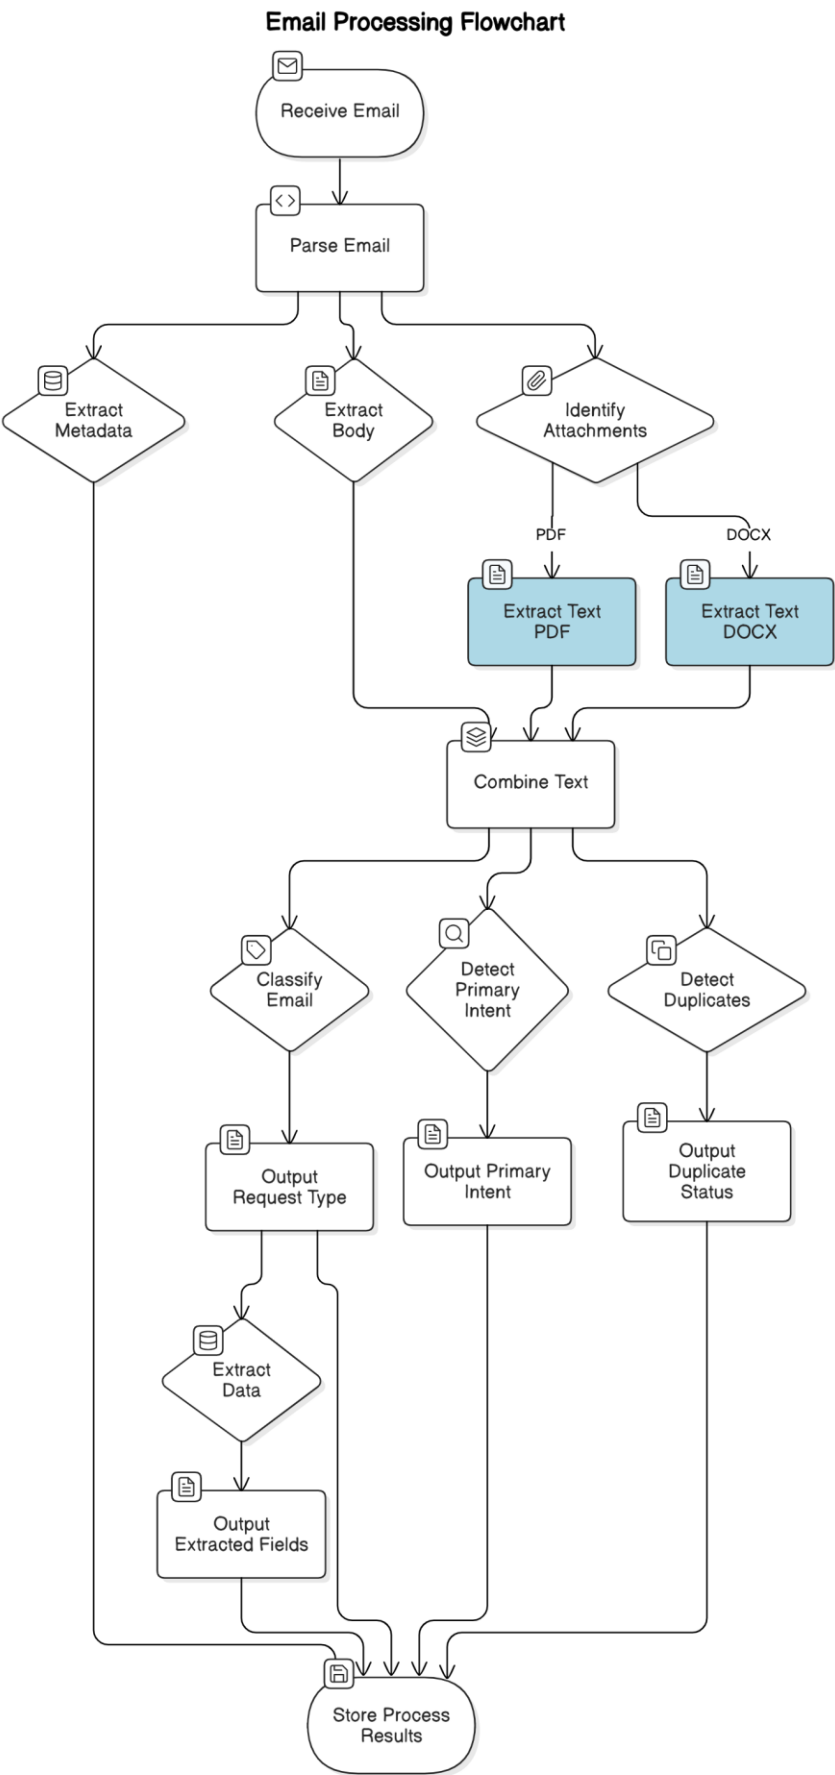 Email Processing Flowchart
Receive Email
Parse Email
Extract
Metadata
Extract
Body
Identify
Attachments
PDF
DOCX
Extract Text
PDF
Extract Text
DOCX
Combine Text
Classify
Email
Detect
Primary
Intent
Detect
Duplicates
Output
Request Type
Output Primary
Intent
Output
Duplicate
Status
Extract
Data
Output
Extracted Fields
Store Process
Results